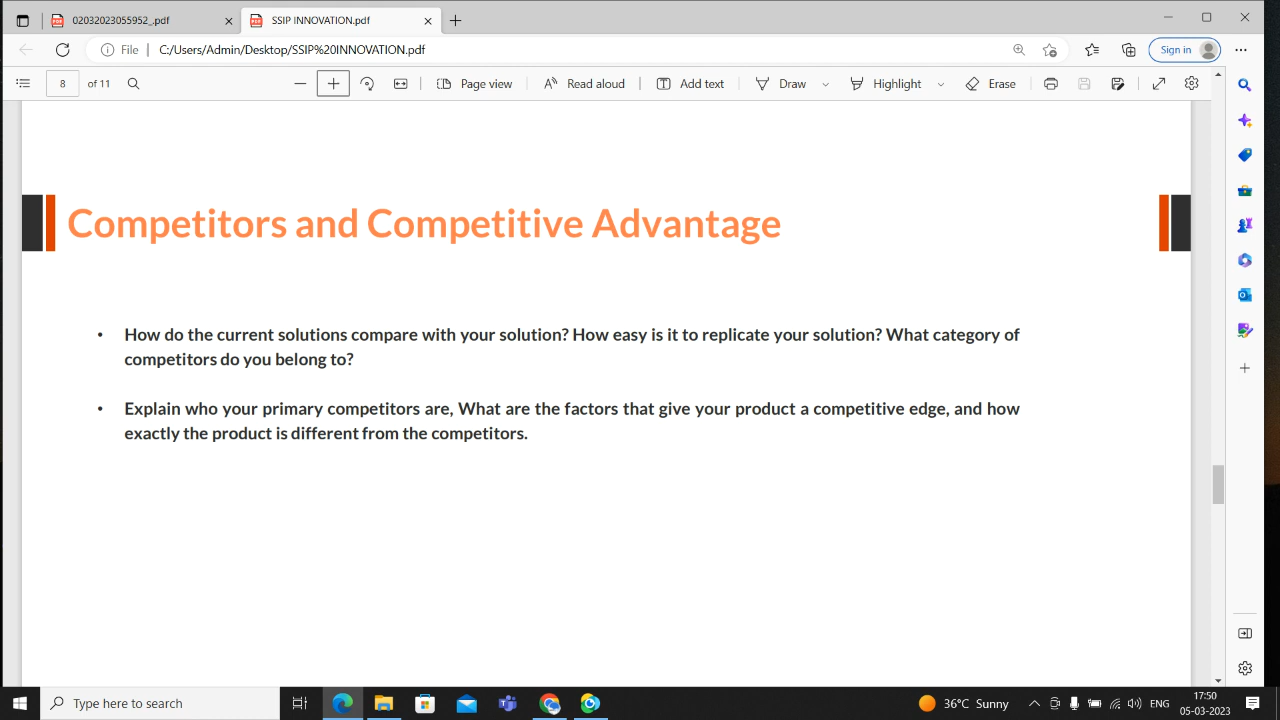 02032023055952_.pdf
SSIP INNOVATION.pdf
File
C:/Users/Admin/Desktop/SSIP%20INNOVATION.pdf
Sign in
8 of 11
Page view
Read aloud
Add text
Draw
Highlight
Erase
Competitors and Competitive Advantage
• How do the current solutions compare with your solution? How easy is it to replicate your solution? What category of
competitors do you belong to?
• Explain who your primary competitors are, What are the factors that give your product a competitive edge, and how
exactly the product is different from the competitors.
Type here to search
36°C Sunny
ENG
17:50
05-03-2023